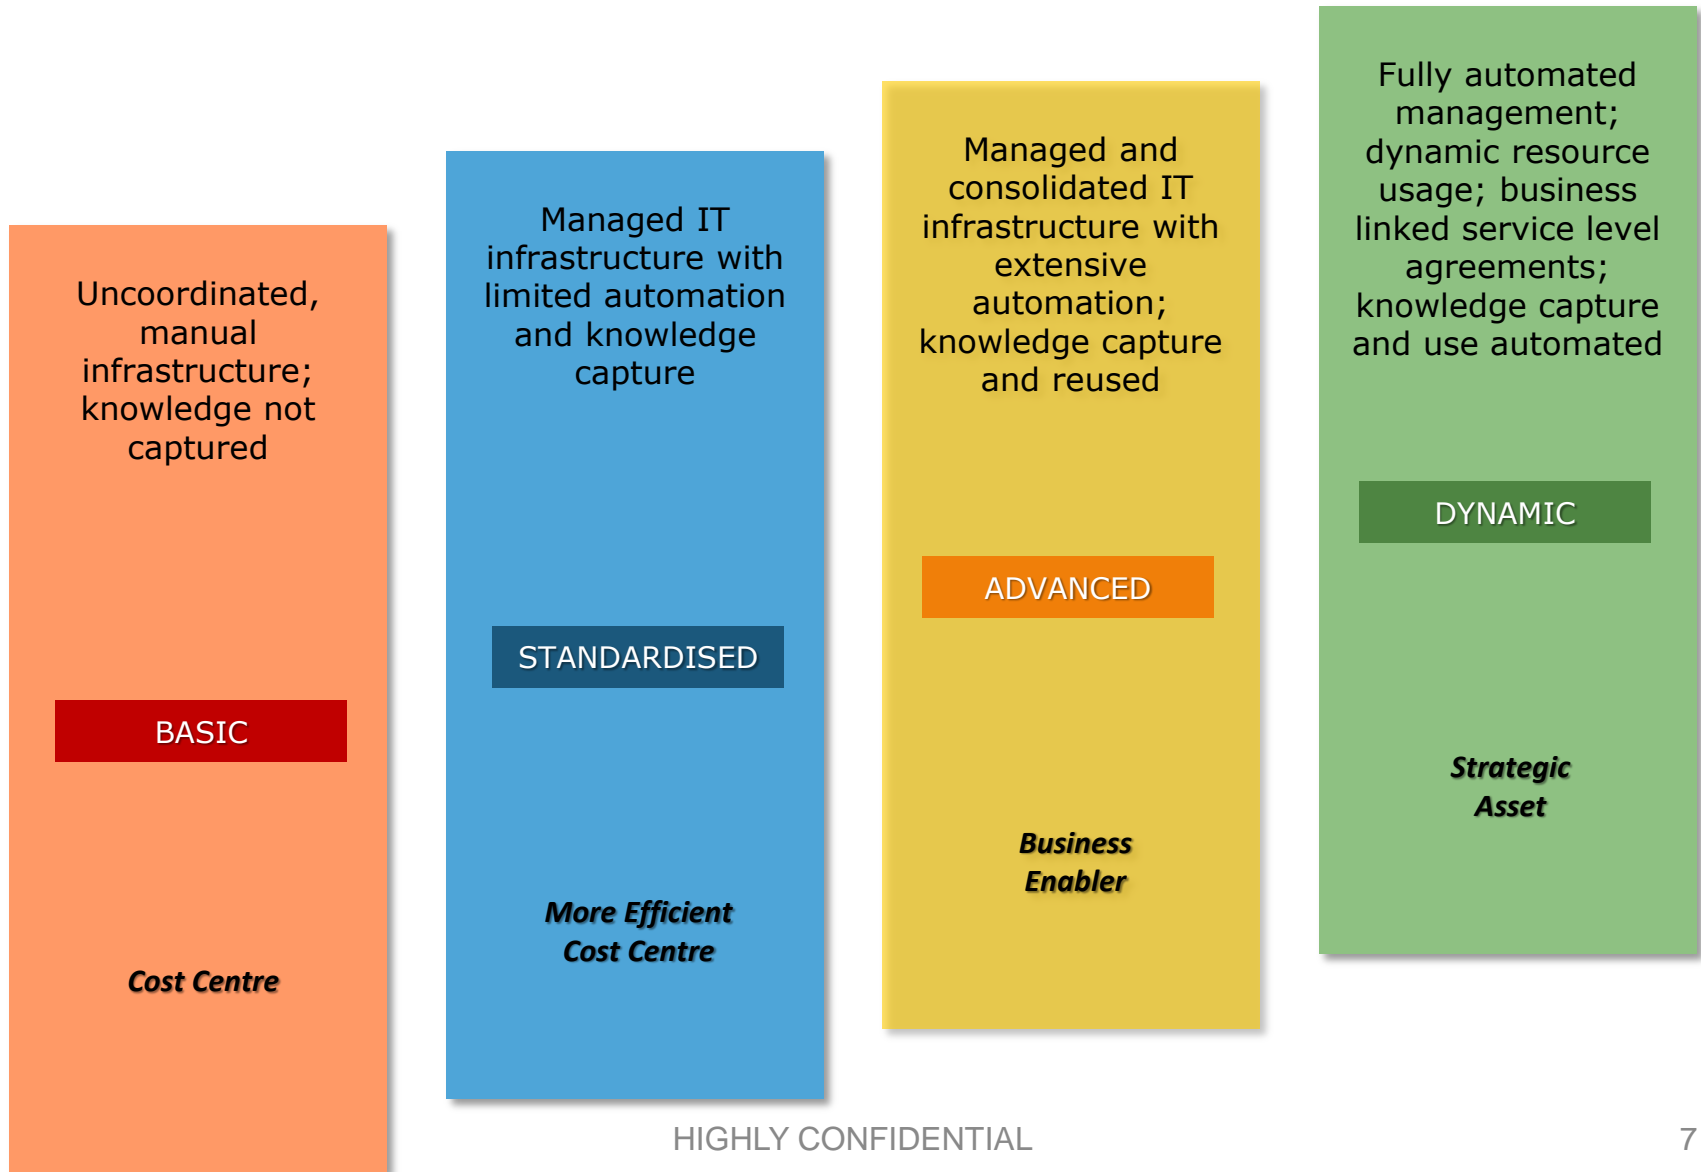 Uncoordinated,
manual
infrastructure;
knowledge not
captured
BASIC
Cost Centre
Managed IT
infrastructure with
limited automation
and knowledge
capture
STANDARDISED
More Efficient
Cost Centre
Managed and
consolidated IT
infrastructure with
extensive
automation;
knowledge capture
and reused
ADVANCED
Business
Enabler
Fully automated
management;
dynamic resource
usage; business
linked service level
agreements;
knowledge capture
and use automated
DYNAMIC
Strategic
Asset
HIGHLY CONFIDENTIAL
7